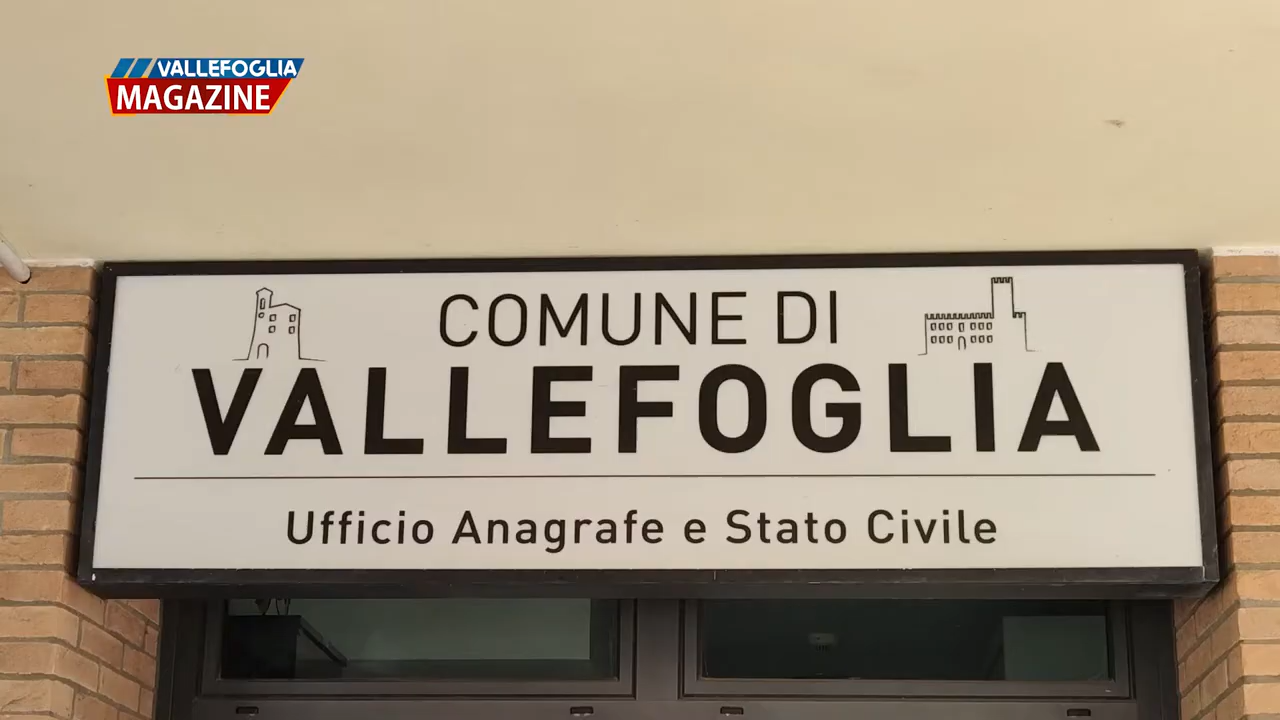 VALLEFOGLIA
MAGAZINE
COMUNE DI
VALLEFOGLIA
Ufficio Anagrafe e Stato Civile